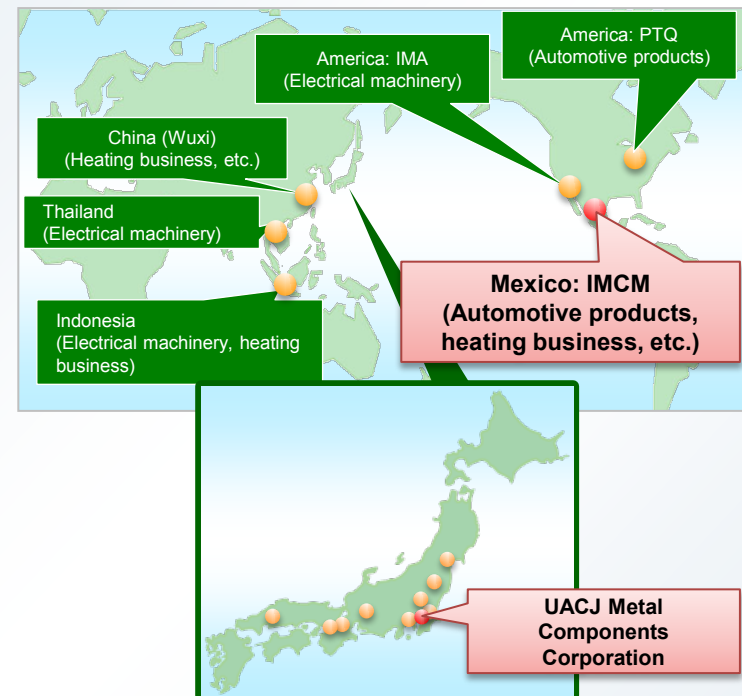 America: PTQ
(Automotive products)
America: IMA
(Electrical machinery)
China (Wuxi)
(Heating business, etc.)
Thailand
(Electrical machinery)
Mexico: IMCM
(Automotive products,
heating business, etc.)
Indonesia
(Electrical machinery, heating
business)
UACJ Metal
Components
Corporation